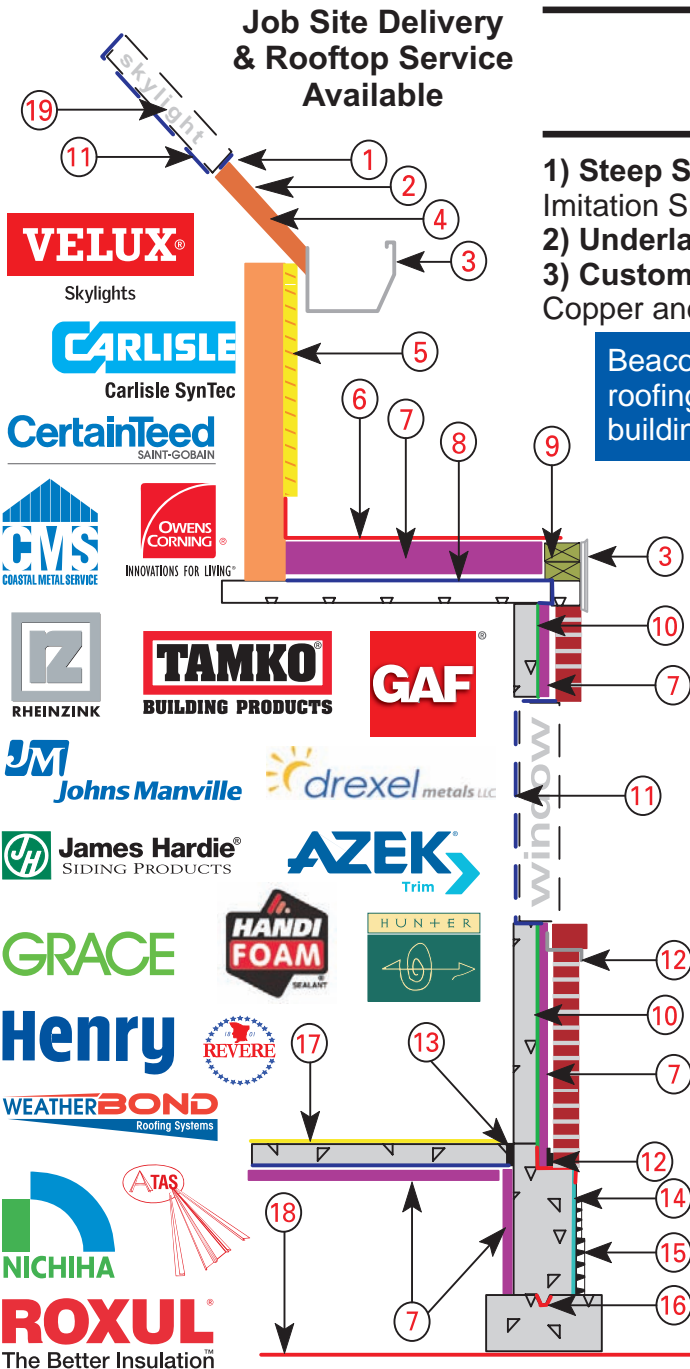 Job Site Delivery
& Rooftop Service
Available
skylight
19
11
1
2
4
3
1) Steep S
Imitation S
2) Underla
3) Custom
Copper and
Beaco
roofing
buildin
VELUX®
Skylights
CARLISLE
Carlisle SynTec
CertainTeed
SAINT-GOBAIN
CMS
COASTAL METAL SERVICE
OWENS
CORNING®
INNOVATIONS FOR LIVING®
5
6
7
8
9
3
10
7
RZ
RHEINZINK
TAMKO®
BUILDING PRODUCTS
GAF®
JM
Johns Manville
drexel metals LLC
window
11
JH
James Hardie®
SIDING PRODUCTS
AZEK®
Trim
GRACE
HANDI
FOAM®
SEALANT
HUNTER
12
10
7
Henry
18 01
REVERE
17
13
WEATHERBOND
Roofing Systems
12
14
15
16
18
7
NICHIHA
ATAS
ROXUL®
The Better Insulation™